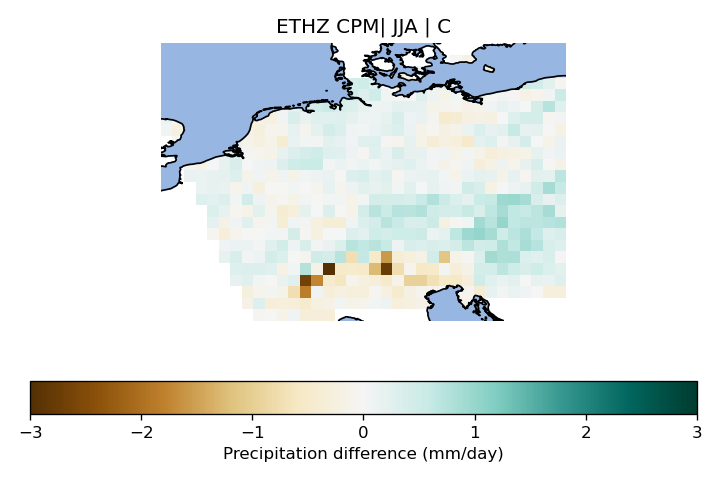 ETHZ CPM| JJA | C
−3 −2 −1 0 1 2 3
Precipitation difference (mm/day)